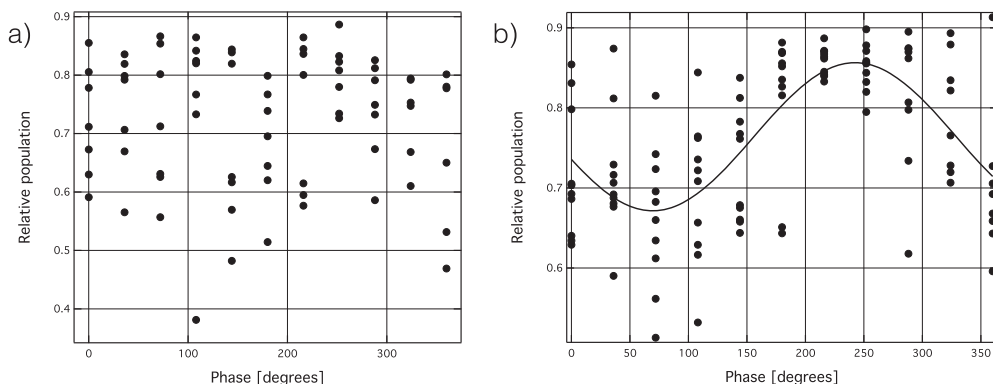 a)
0.9
0.8
0.7
0.6
0.5
0.4
Relative population
0 100 200 300
Phase [degrees]
b)
0.9
0.8
0.7
0.6
Relative population
0 50 100 150 200 250 300 350
Phase [degrees]